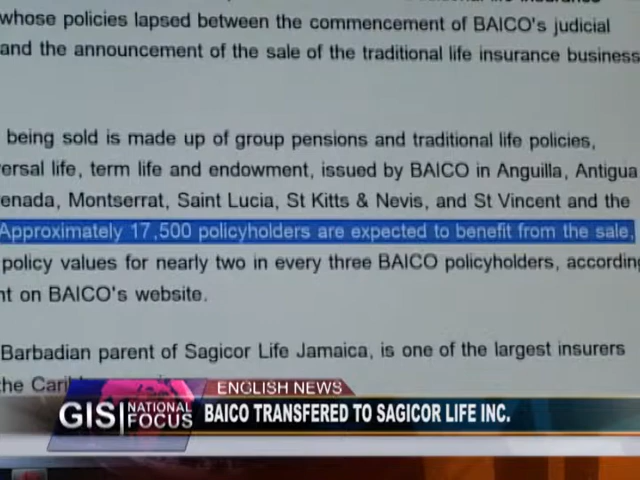 whose policies lapsed between the commencement of BAICO's judicial
and the announcement of the sale of the traditional life insurance business
being sold is made up of group pensions and traditional life policies,
ersal life, term life and endowment, issued by BAICO in Anguilla, Antigua
enada, Montserrat, Saint Lucia, St Kitts & Nevis, and St Vincent and the
Approximately 17,500 policyholders are expected to benefit from the sale,
policy values for nearly two in every three BAICO policyholders, according
nt on BAICO's website.
Barbadian parent of Sagicor Life Jamaica, is one of the largest insurers
the Cari
ENGLISH NEWS
GIS NATIONAL FOCUS
BAICO TRANSFERED TO SAGICOR LIFE INC.